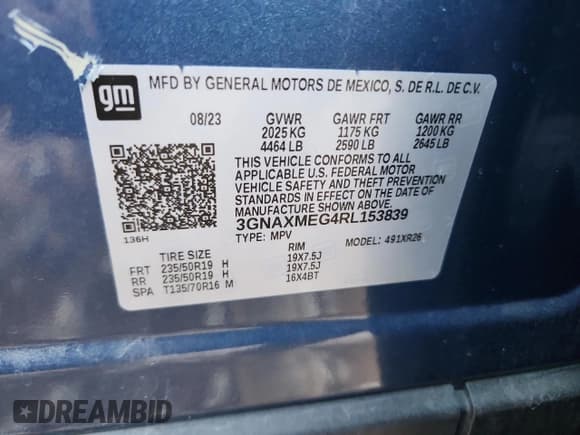 gm
MFD BY GENERAL MOTORS DE MEXICO, S. DE R.L. DE C.V.
08/23 GVWR GAWR FRT GAWR RR
2025 KG 1175 KG 1200 KG
4464 LB 2590 LB 2645 LB
THIS VEHICLE CONFORMS TO ALL
APPLICABLE U.S. FEDERAL MOTOR
VEHICLE SAFETY AND THEFT PREVENTION
STANDARDS IN EFFECT ON THE DATE OF
MANUFACTURE SHOWN ABOVE.
3GNAXMEG4RL153839
136H TYPE: MPV MODEL: 491XR26
TIRE SIZE RIM
FRT 235/50R19 H 19X7.5J
RR 235/50R19 H 19X7.5J
SPA T135/70R16 M 16X4BT
DREAMBID